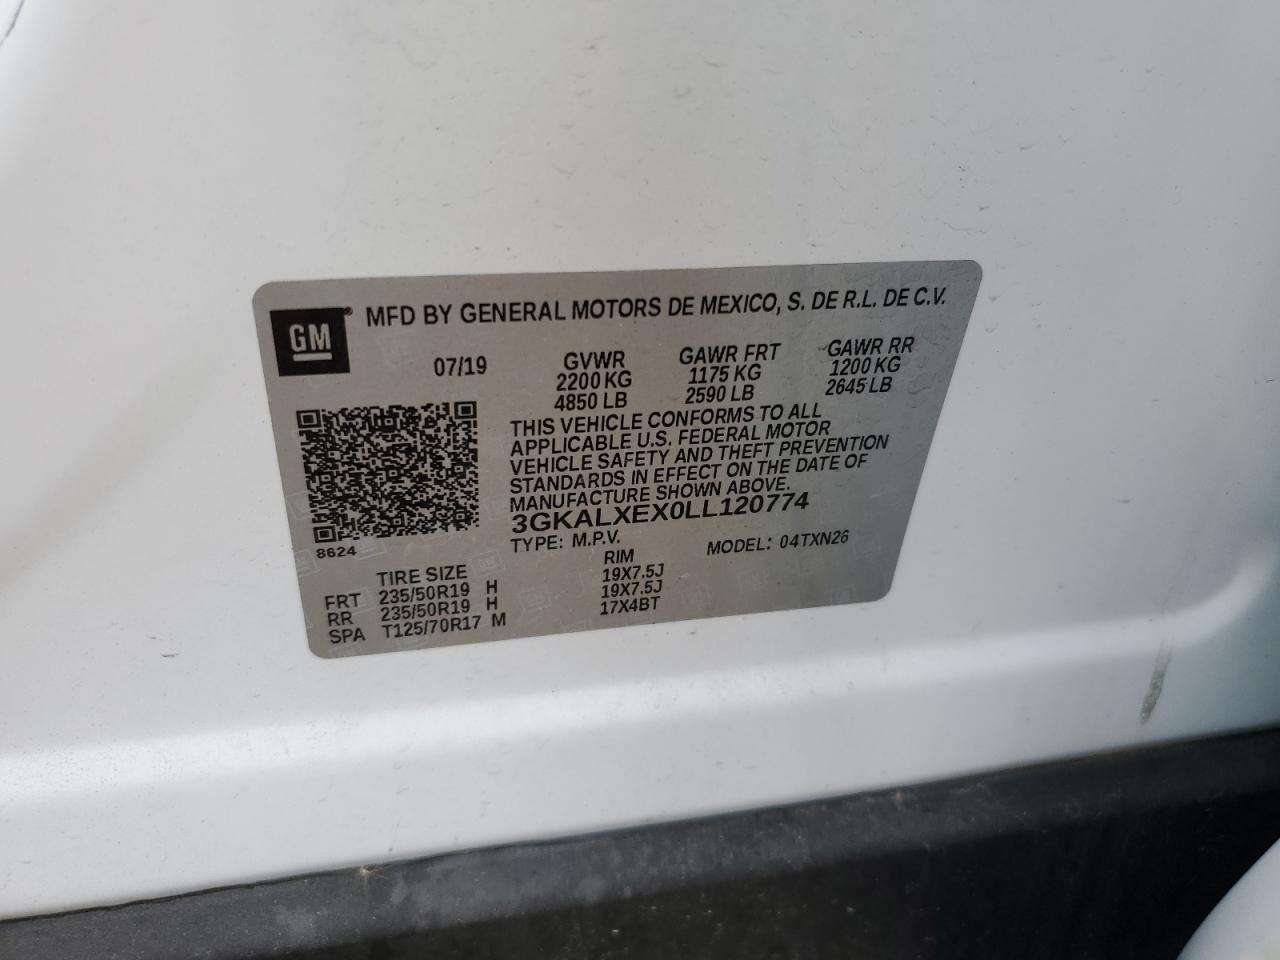 GM® MFD BY GENERAL MOTORS DE MEXICO, S. DE R.L. DE C.V.
07/19 GVWR GAWR FRT GAWR RR
2200 KG 1175 KG 1200 KG
4850 LB 2590 LB 2645 LB
THIS VEHICLE CONFORMS TO ALL
APPLICABLE U.S. FEDERAL MOTOR
VEHICLE SAFETY AND THEFT PREVENTION
STANDARDS IN EFFECT ON THE DATE OF
MANUFACTURE SHOWN ABOVE.
3GKALXEX0LL120774
8624
TYPE: M.P.V. MODEL: 04TXN26
TIRE SIZE RIM
FRT 235/50R19 H 19X7.5J
RR 235/50R19 H 19X7.5J
SPA T125/70R17 M 17X4BT